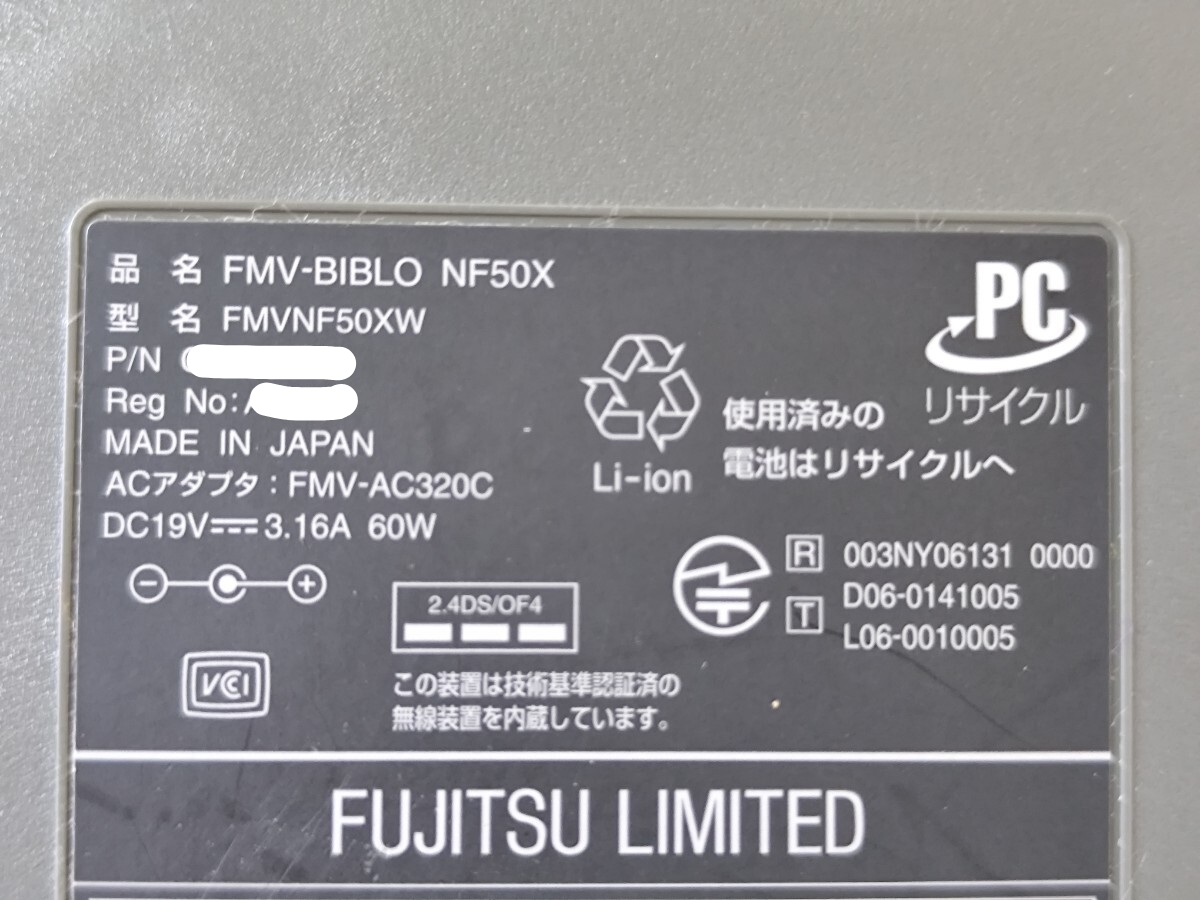 品 名 FMV-BIBLO NF50X
型 名 FMVNF50XW
P/N
Reg No:
MADE IN JAPAN
ACアダプタ：FMV-AC320C
DC19V⎓3.16A 60W
PC
リサイクル
Li-ion
使用済みの
電池はリサイクルへ
R 003NY06131 0000
T D06-0141005
L06-0010005
2.4DS/OF4
VCCI
この装置は技術基準認証済の
無線装置を内蔵しています。
FUJITSU LIMITED